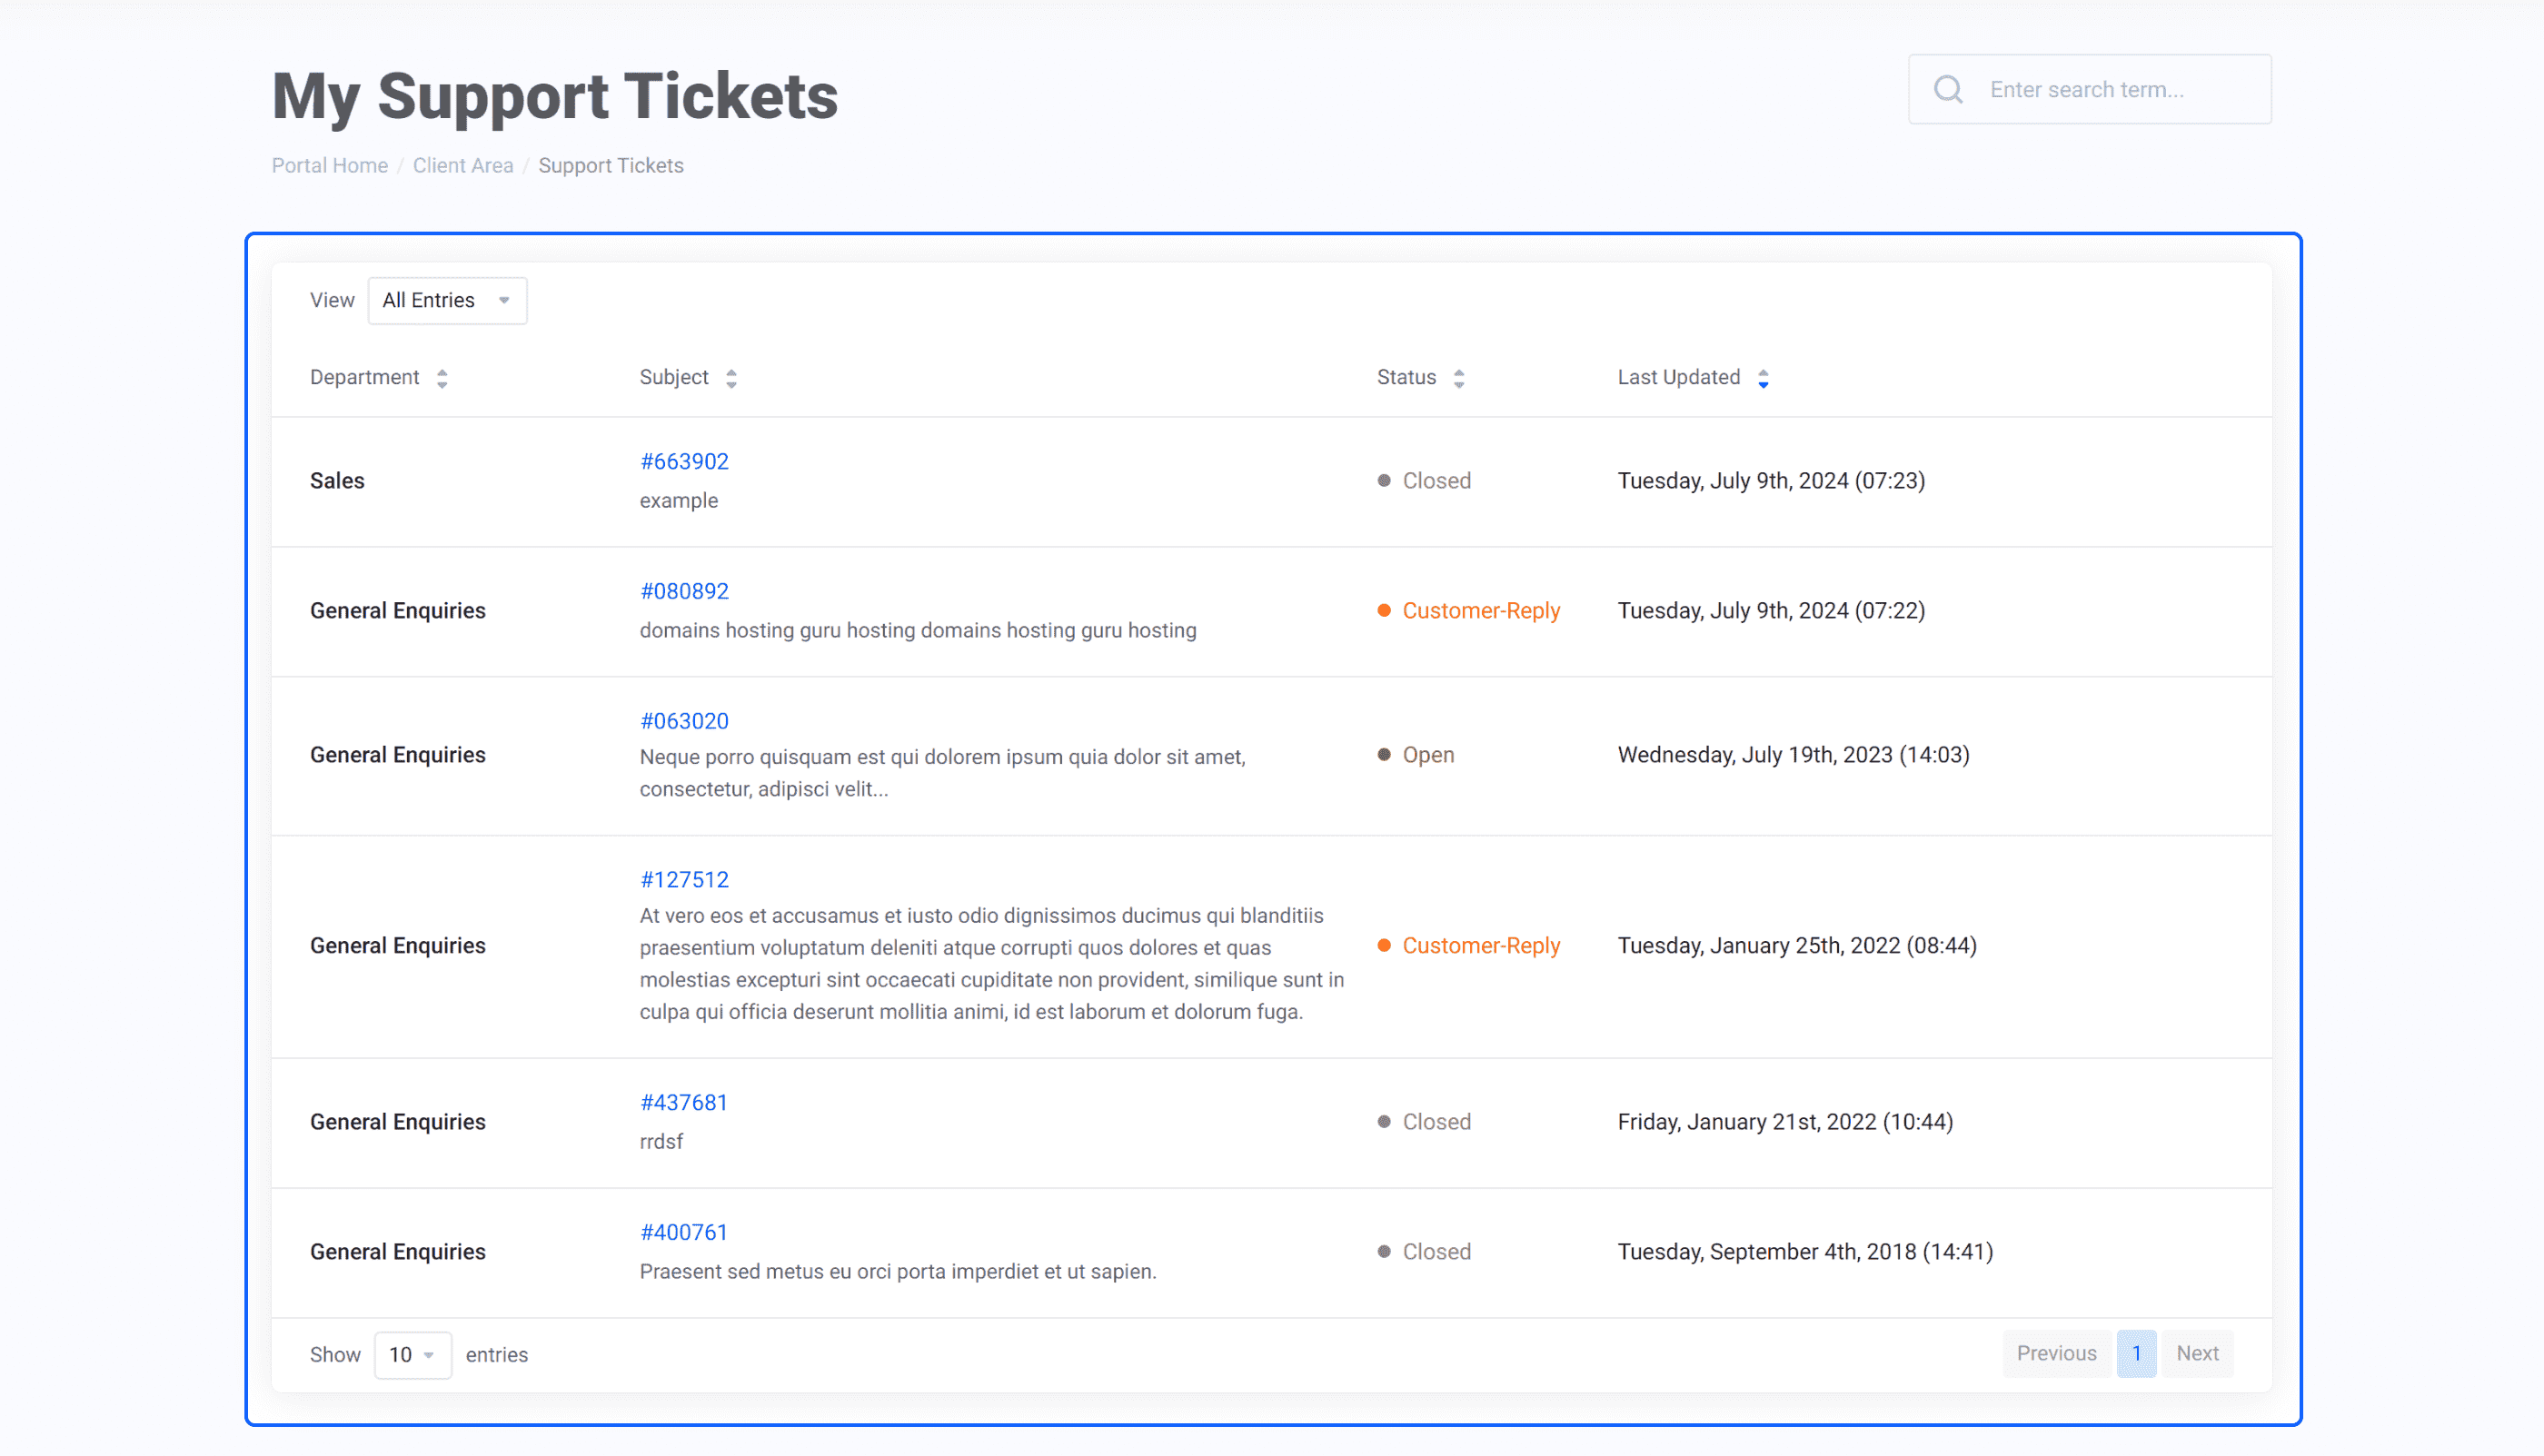 My Support Tickets
Enter search term...
Portal Home / Client Area / Support Tickets
View All Entries
Department Subject Status Last Updated
#663902
Sales Closed Tuesday, July 9th, 2024 (07:23)
example
#080892
General Enquiries Customer-Reply Tuesday, July 9th, 2024 (07:22)
domains hosting guru hosting domains hosting guru hosting
#063020
General Enquiries Open Wednesday, July 19th, 2023 (14:03)
Neque porro quisquam est qui dolorem ipsum quia dolor sit amet,
consectetur, adipisci velit...
#127512
General Enquiries Customer-Reply Tuesday, January 25th, 2022 (08:44)
At vero eos et accusamus et iusto odio dignissimos ducimus qui blanditiis
praesentium voluptatum deleniti atque corrupti quos dolores et quas
molestias excepturi sint occaecati cupiditate non provident, similique sunt in
culpa qui officia deserunt mollitia animi, id est laborum et dolorum fuga.
#437681
General Enquiries Closed Friday, January 21st, 2022 (10:44)
rrdsf
#400761
General Enquiries Closed Tuesday, September 4th, 2018 (14:41)
Praesent sed metus eu orci porta imperdiet et ut sapien.
Show 10 entries
Previous 1 Next